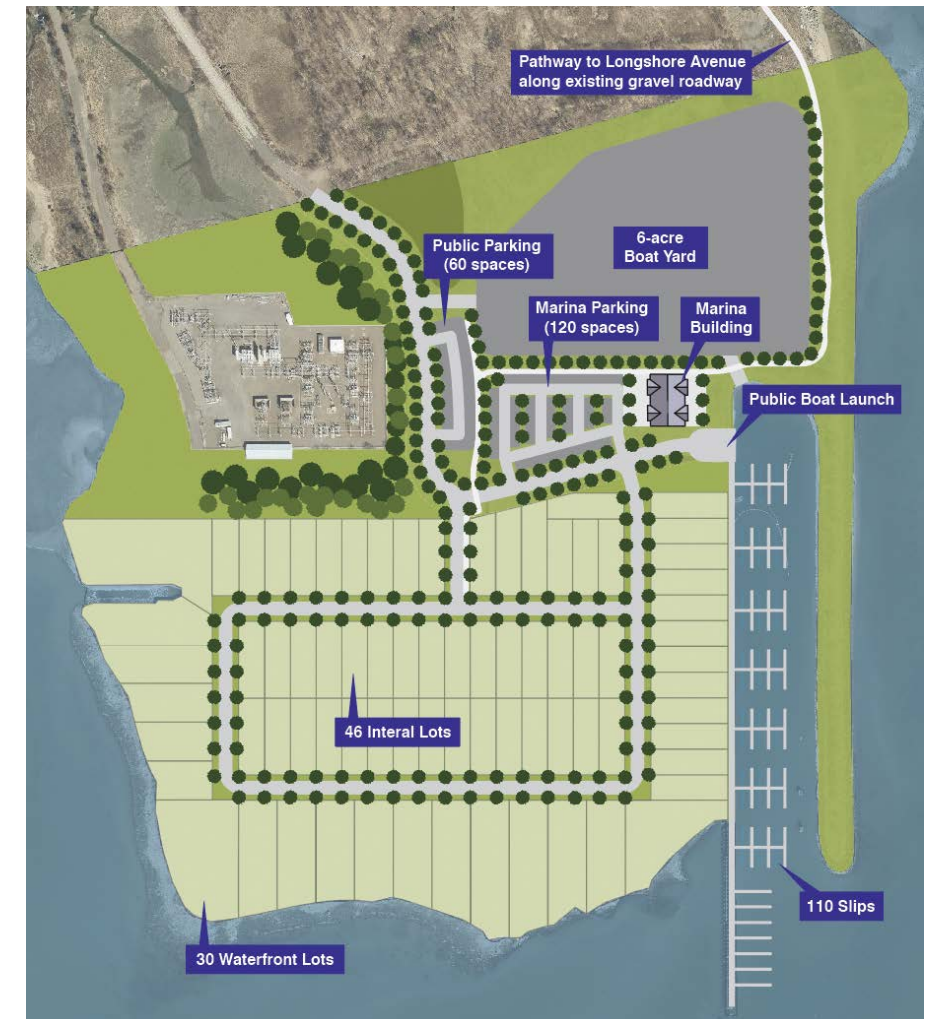 Pathway to Longshore Avenue
along existing gravel roadway
Public Parking
(60 spaces)
6-acre
Boat Yard
Marina Parking
(120 spaces)
Marina
Building
Public Boat Launch
46 Interal Lots
110 Slips
30 Waterfront Lots